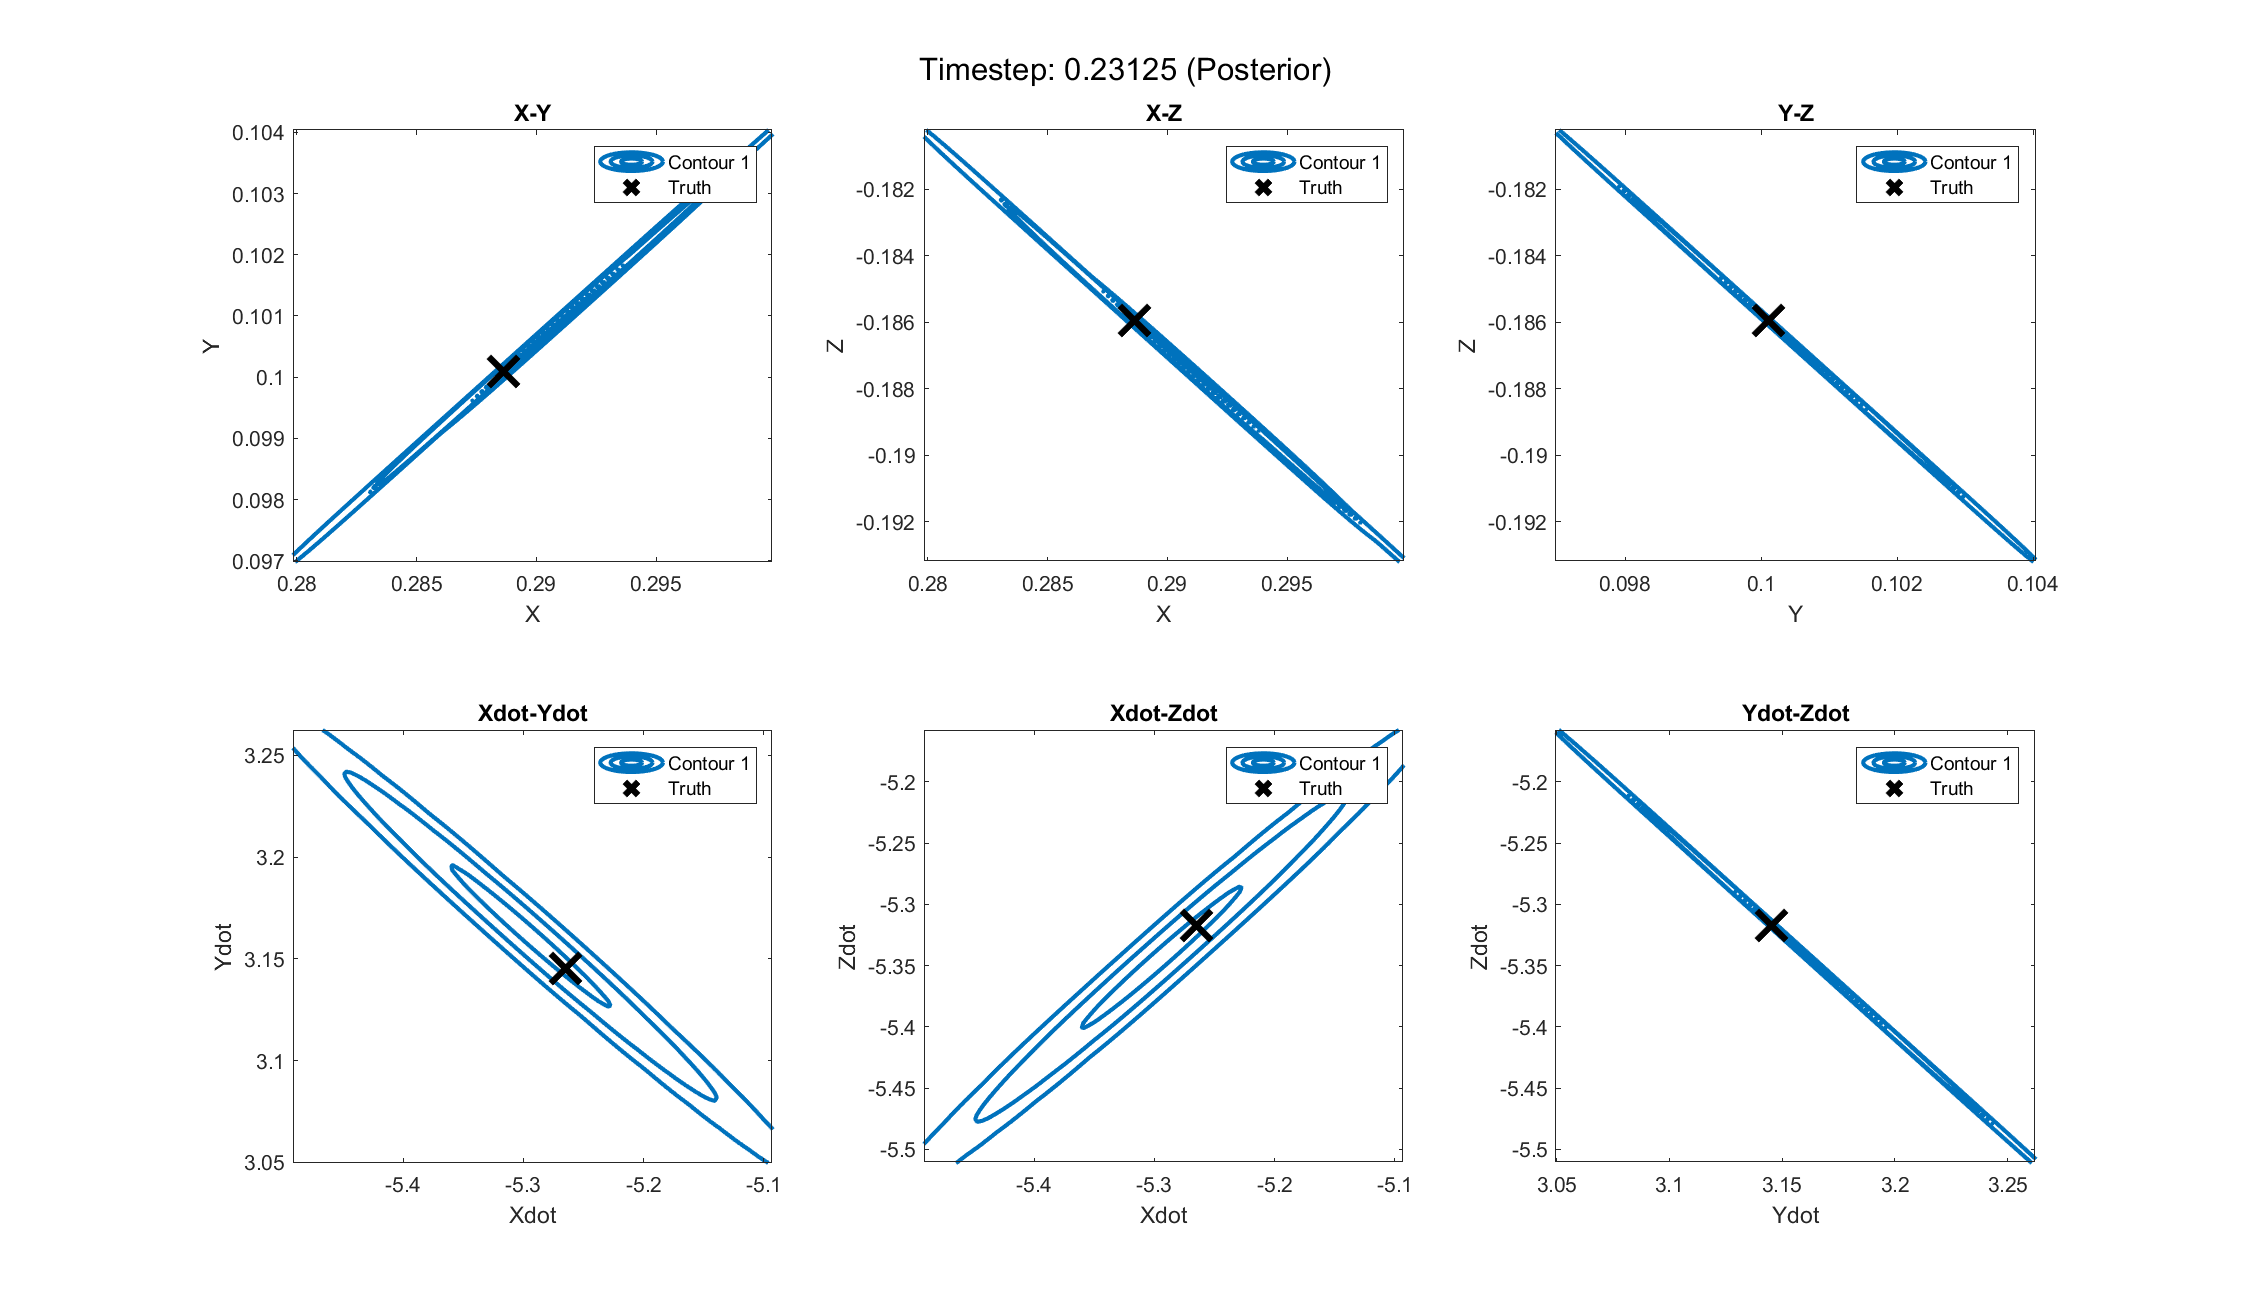 Timestep: 0.23125 (Posterior)
X-Y
0.104
0.103
0.102
0.101
0.1
0.099
0.098
0.097
Y
0.28
0.285
0.29
0.295
X
Contour 1
Truth
X-Z
-0.182
-0.184
-0.186
-0.188
-0.19
-0.192
Z
0.28
0.285
0.29
0.295
X
Contour 1
Truth
Y-Z
-0.182
-0.184
-0.186
-0.188
-0.19
-0.192
Z
0.098
0.1
0.102
0.104
Y
Contour 1
Truth
Xdot-Ydot
3.25
3.2
3.15
3.1
3.05
Ydot
-5.4
-5.3
-5.2
-5.1
Xdot
Contour 1
Truth
Xdot-Zdot
-5.2
-5.25
-5.3
-5.35
-5.4
-5.45
-5.5
Zdot
-5.4
-5.3
-5.2
-5.1
Xdot
Contour 1
Truth
Ydot-Zdot
-5.2
-5.25
-5.3
-5.35
-5.4
-5.45
-5.5
Zdot
3.05
3.1
3.15
3.2
3.25
Ydot
Contour 1
Truth